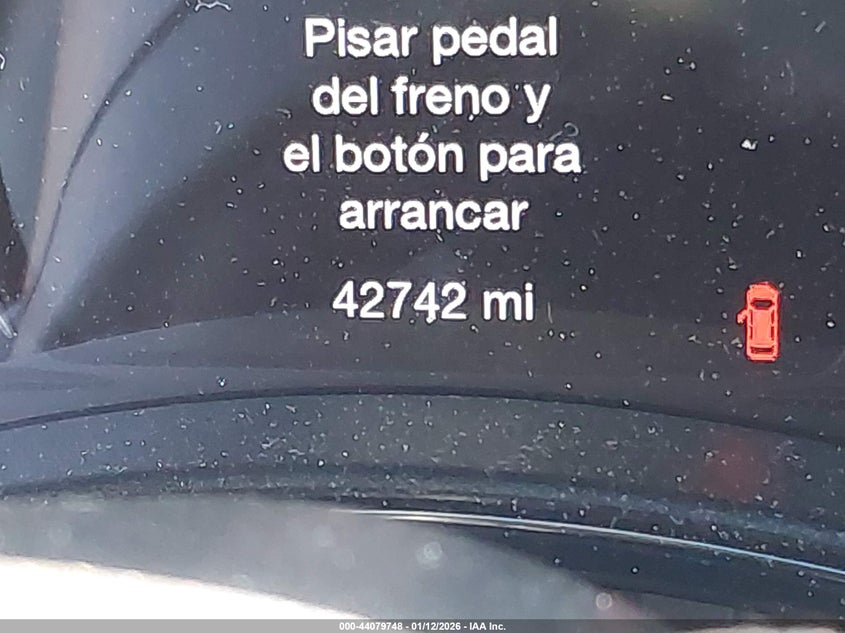 Pisar pedal
del freno y
el botón para
arrancar
42742 mi
000-44079748 - 01/12/2026 - IAA Inc.